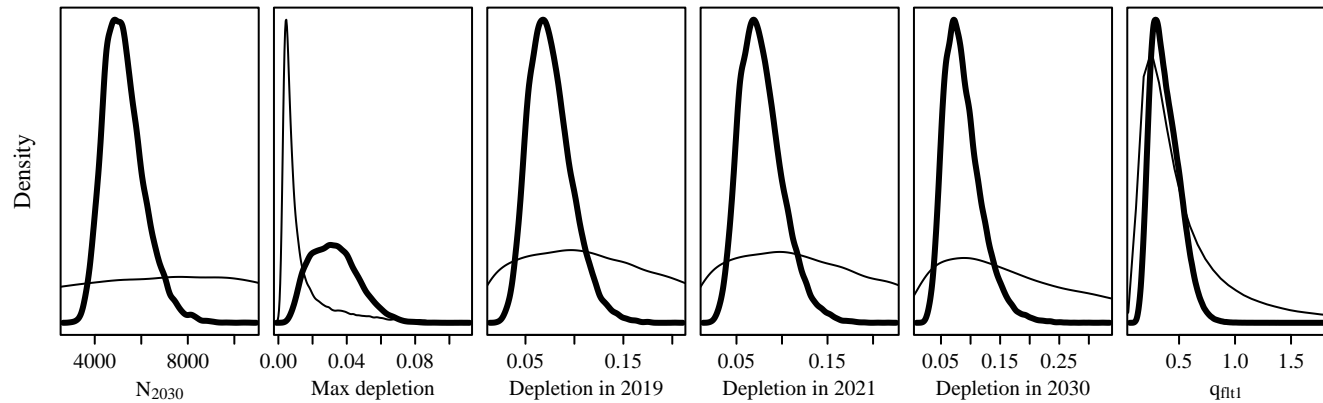 Density
4000 8000
N2030
0.00 0.04 0.08
Max depletion
0.05 0.15
Depletion in 2019
0.05 0.15
Depletion in 2021
0.05 0.15 0.25
Depletion in 2030
0.5 1.0 1.5
qflt1